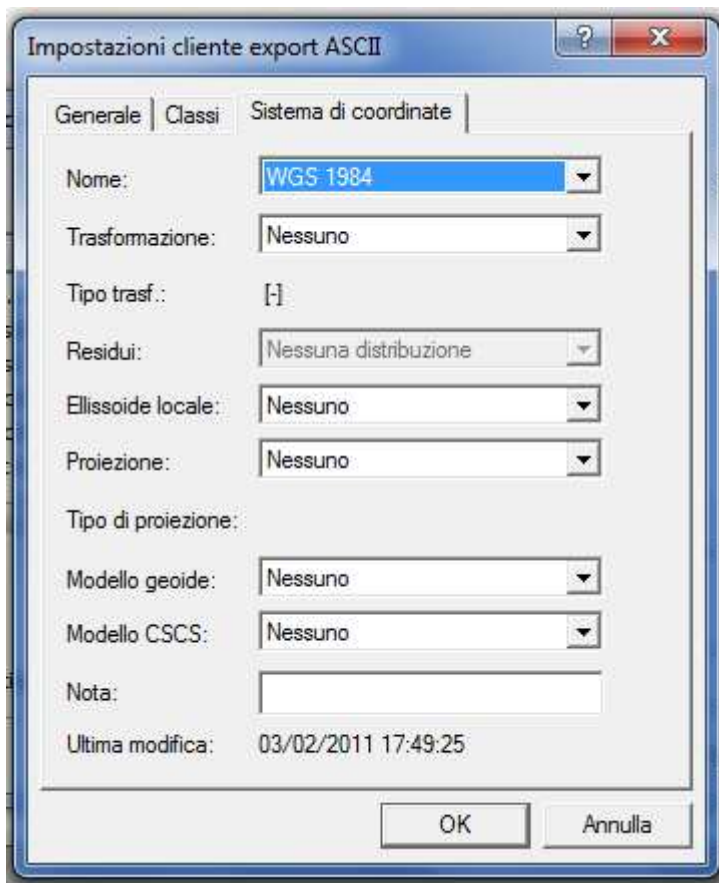 Impostazioni cliente export ASCII
?
Generale
Classi
Sistema di coordinate
Nome: WGS 1984
Trasformazione: Nessuno
Tipo trasf.: [-]
Residui: Nessuna distribuzione
Ellissoide locale: Nessuno
Proiezione: Nessuno
Tipo di proiezione:
Modello geoide: Nessuno
Modello CSCS: Nessuno
Nota:
Ultima modifica: 03/02/2011 17:49:25
OK
Annulla